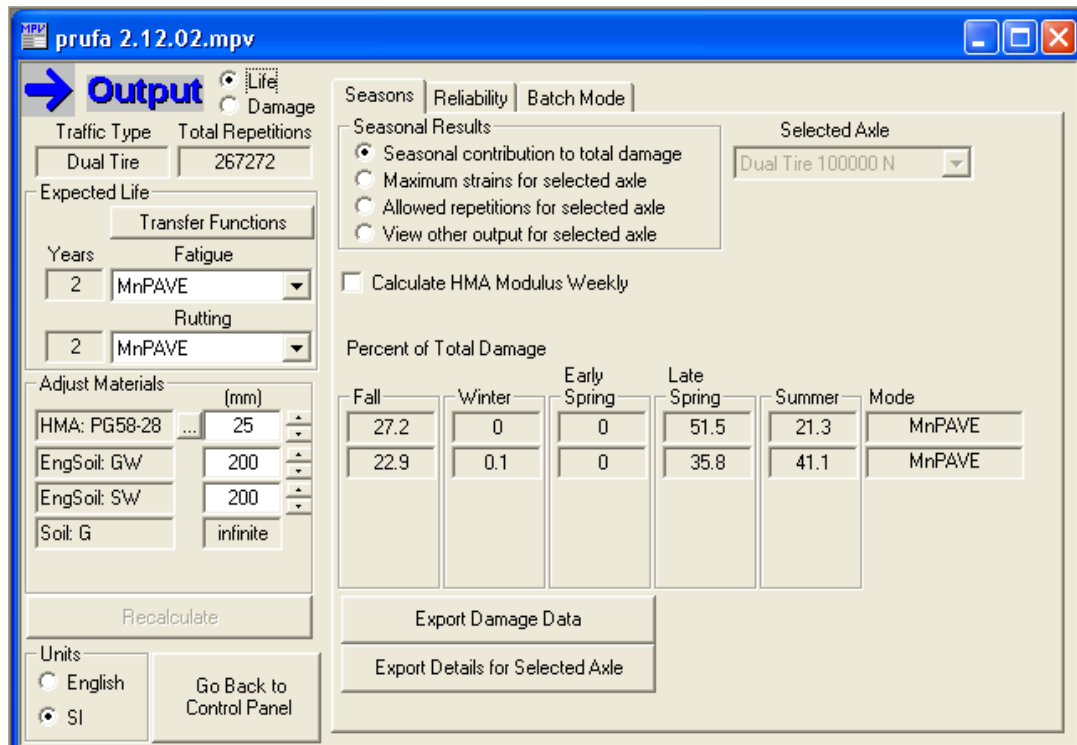 MPV
prufa 2.12.02.mpv
Output
Life
Damage
Traffic Type Total Repetitions
Dual Tire 267272
Expected Life
Transfer Functions
Years Fatigue
2 MnPAVE
Rutting
2 MnPAVE
Adjust Materials
(mm)
HMA: PG58-28 ... 25
EngSoil: GW 200
EngSoil: SW 200
Soil: G infinite
Recalculate
Units
English
SI
Go Back to
Control Panel
Seasons Reliability Batch Mode
Seasonal Results
Seasonal contribution to total damage
Maximum strains for selected axle
Allowed repetitions for selected axle
View other output for selected axle
Selected Axle
Dual Tire 100000 N
Calculate HMA Modulus Weekly
Percent of Total Damage
Fall Winter Early Spring Late Spring Summer Mode
27.2 0 0 51.5 21.3 MnPAVE
22.9 0.1 0 35.8 41.1 MnPAVE
Export Damage Data
Export Details for Selected Axle